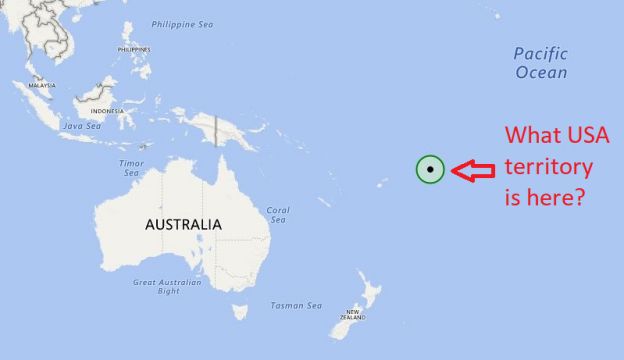 Philippine Sea
PHILIPPINES
Pacific
Ocean
MALAYSIA
INDONESIA
Java Sea
What USA
territory
is here?
Timor
Sea
Coral
Sea
AUSTRALIA
Great Australian
Bight
Tasman Sea
NEW
ZEALAND